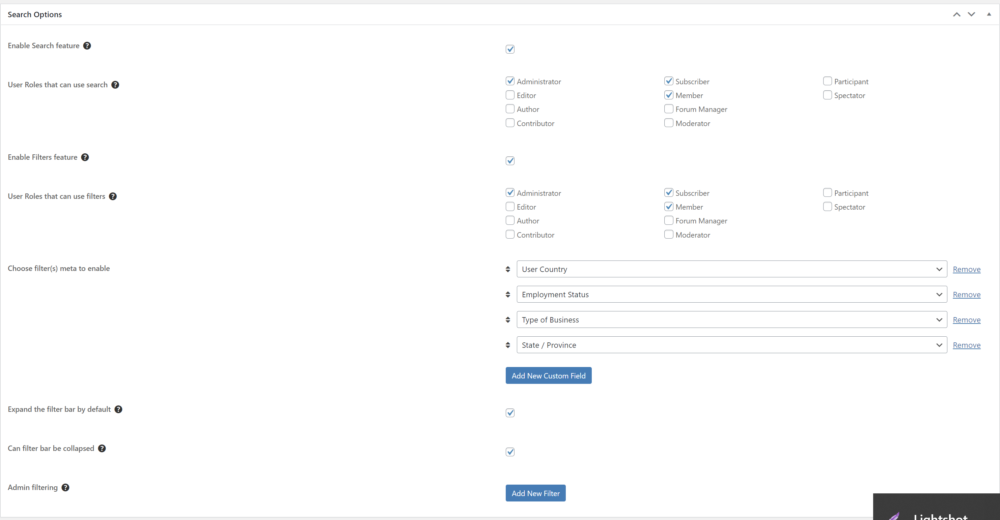 Search Options
Enable Search feature ?
User Roles that can use search ?
Administrator Subscriber Participant
Editor Member Spectator
Author Forum Manager
Contributor Moderator
Enable Filters feature ?
User Roles that can use filters ?
Administrator Subscriber Participant
Editor Member Spectator
Author Forum Manager
Contributor Moderator
Choose filter(s) meta to enable
User Country Remove
Employment Status Remove
Type of Business Remove
State / Province Remove
Add New Custom Field
Expand the filter bar by default ?
Can filter bar be collapsed ?
Admin filtering ?
Add New Filter
Lightshot